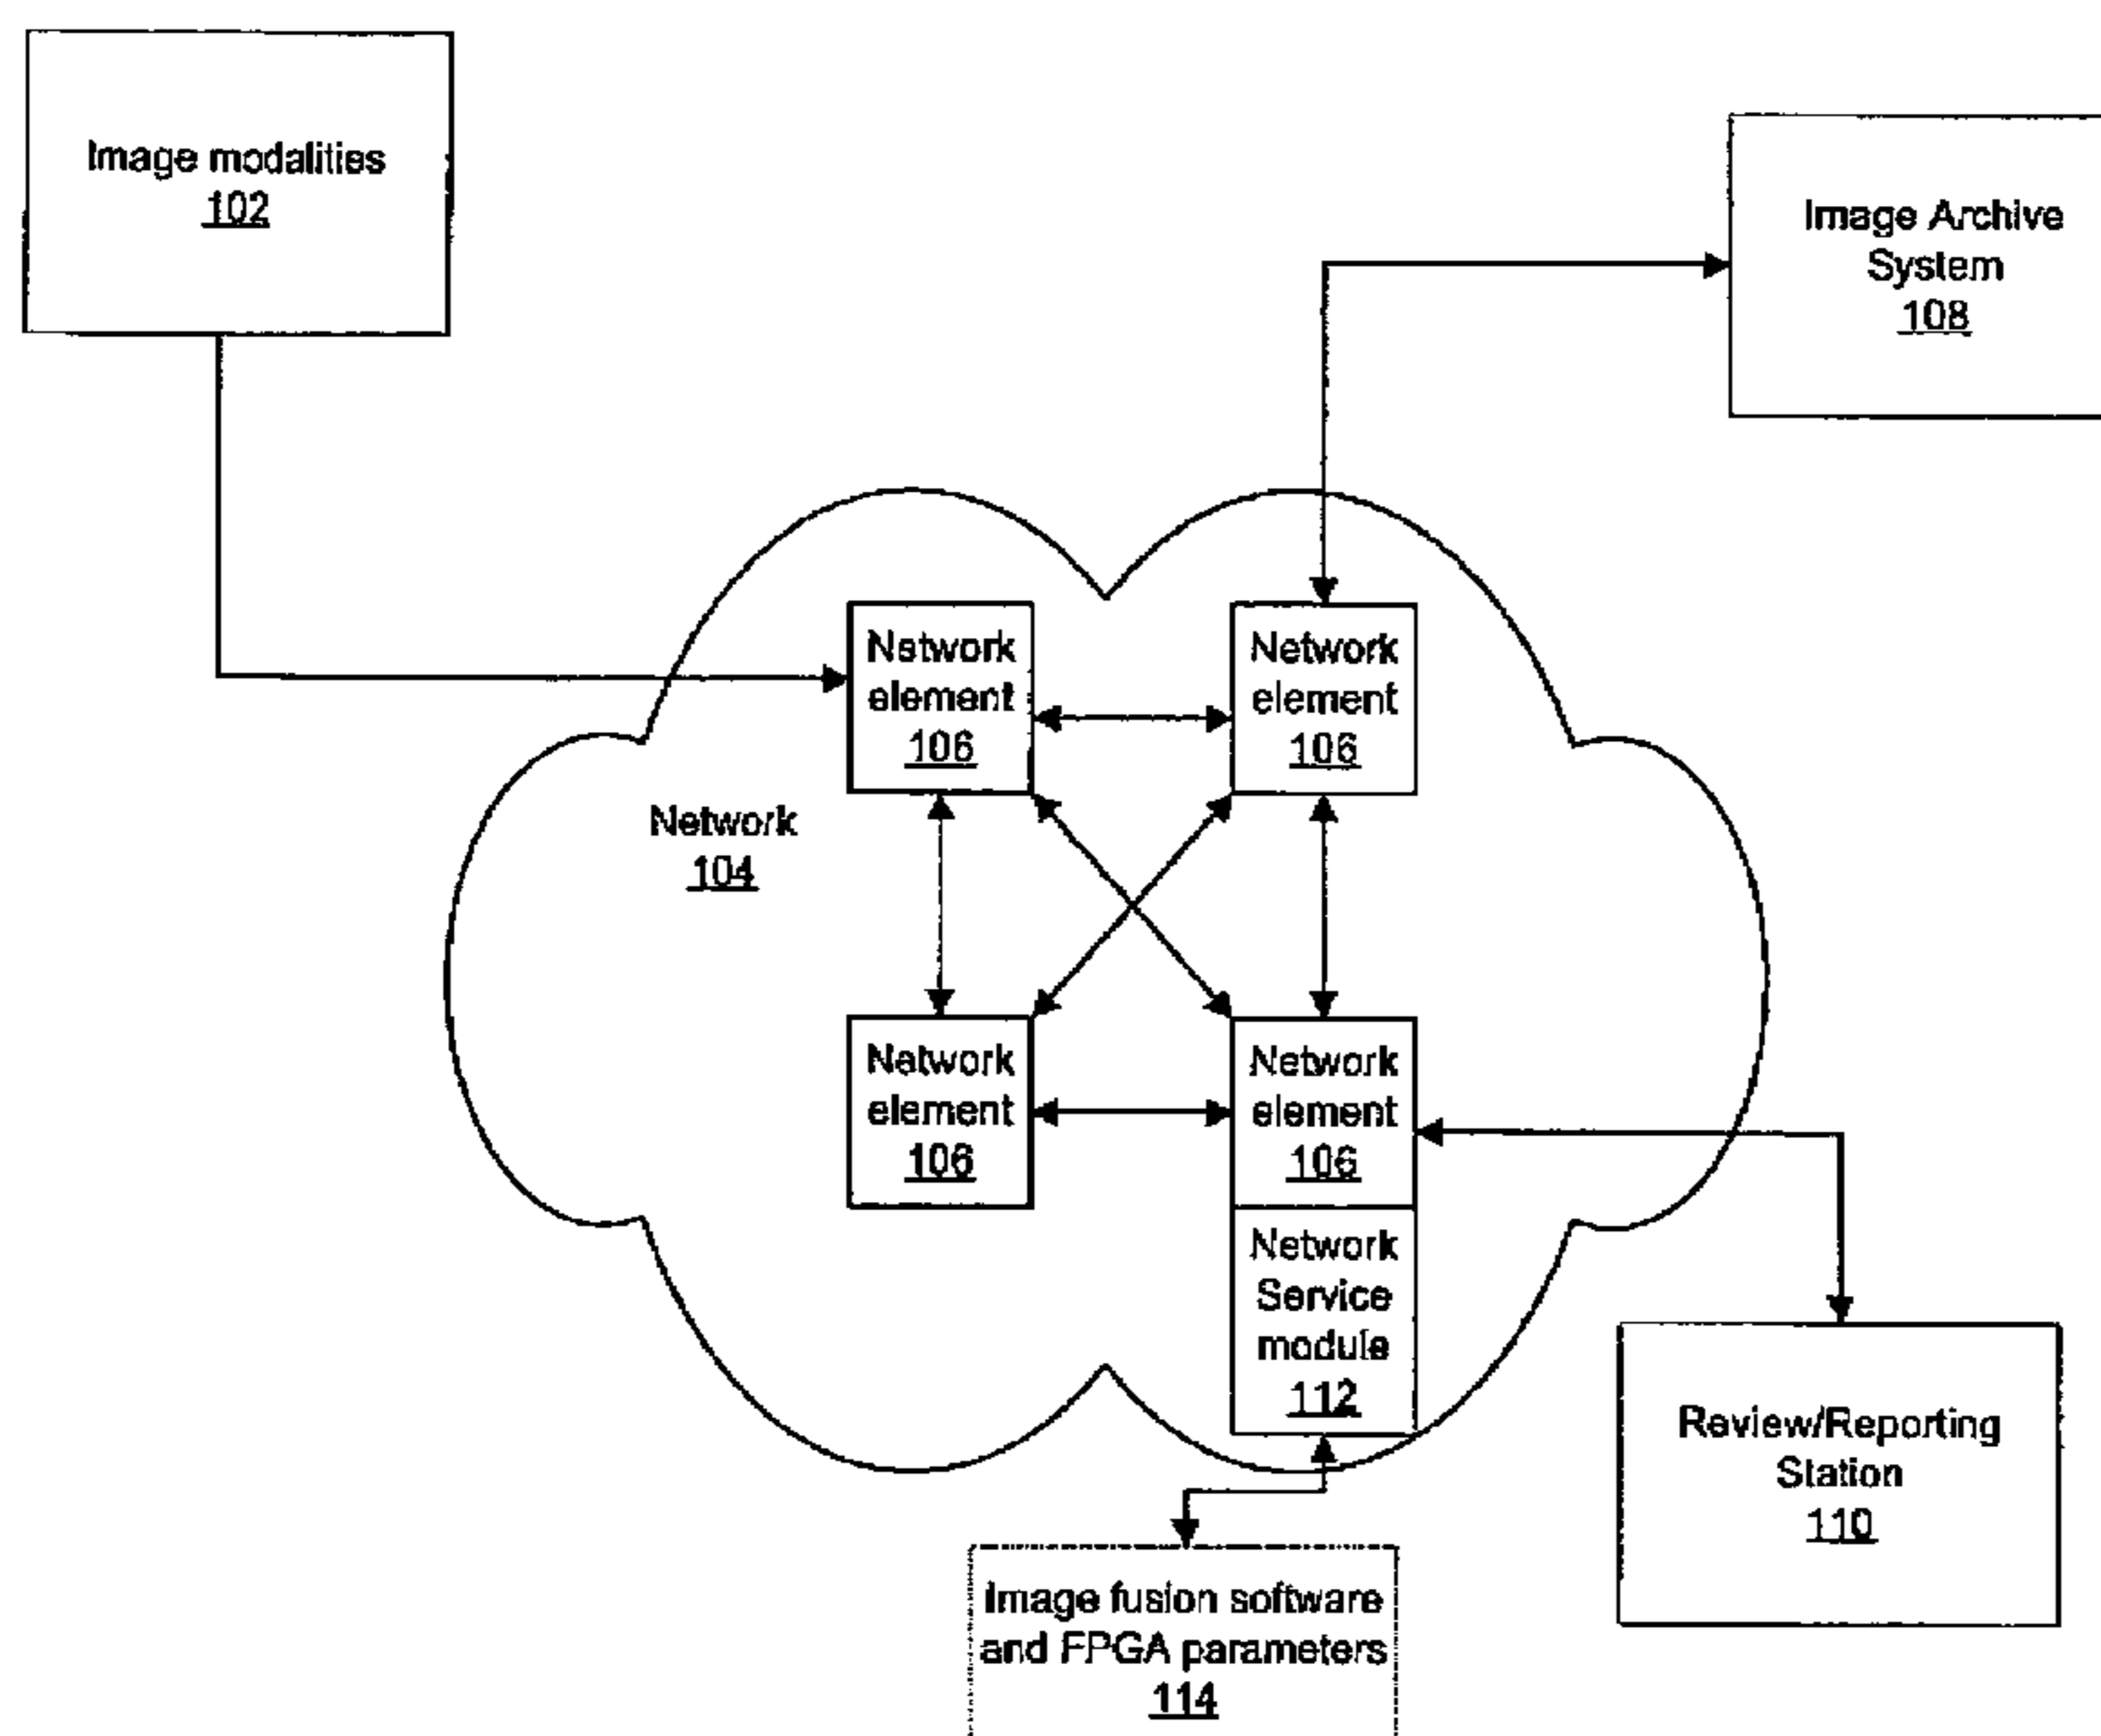 Image modalities
102
Image Archive
System
108
Network
element
106
Network
element
106
Network
104
Network
element
106
Network
element
106
Network
Service
module
112
Review/Reporting
Station
110
Image fusion software
and FPGA parameters
114